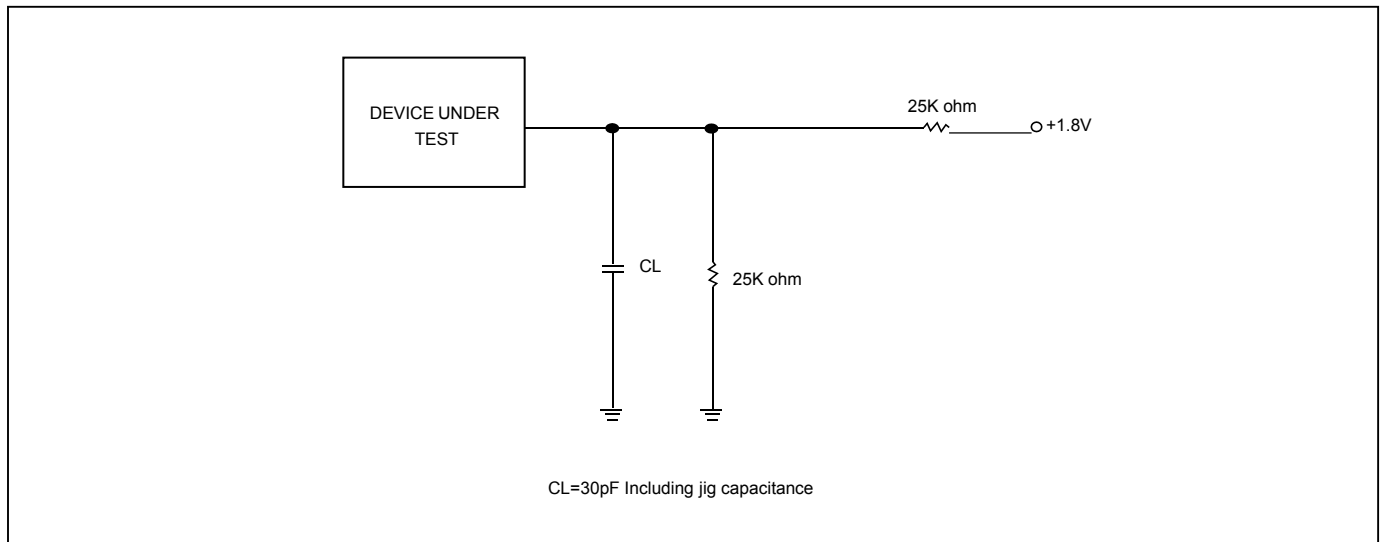 DEVICE UNDER
TEST
25K ohm
+1.8V
CL
25K ohm
CL=30pF Including jig capacitance